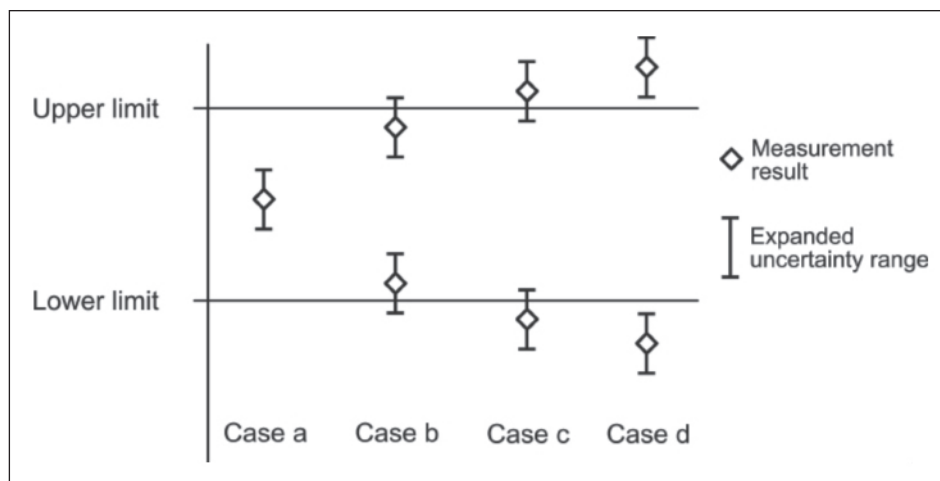 Upper limit
Measurement
result
Expanded
uncertainty range
Lower limit
Case a
Case b
Case c
Case d